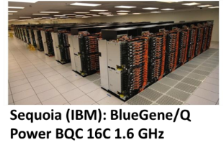 Sequoia (IBM): BlueGene/Q
Power BQC 16C 1.6 GHz